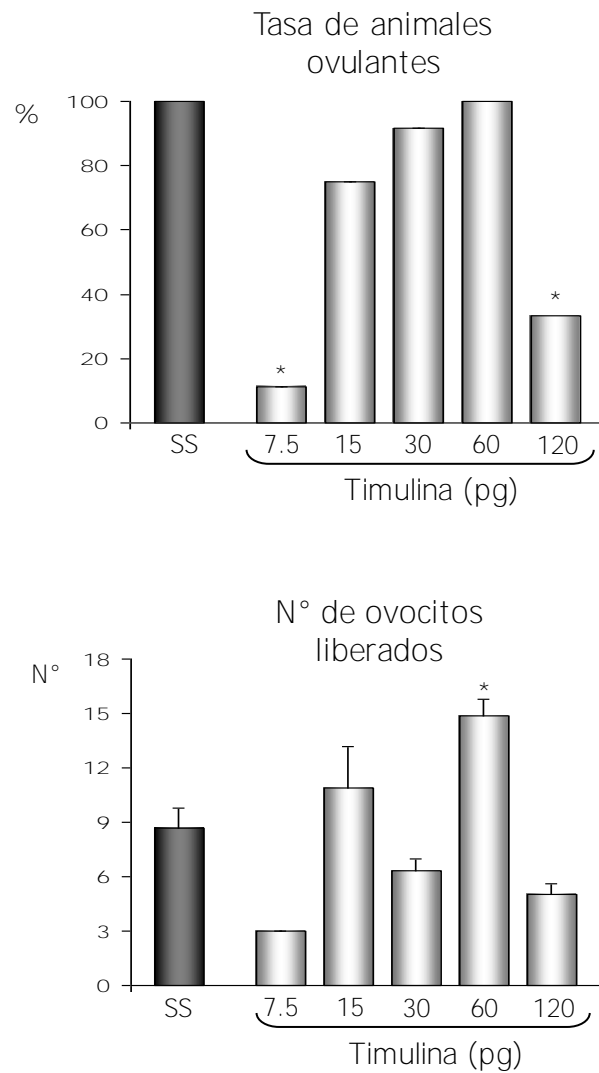 Tasa de animales
ovulantes
%
100
80
60
40
20
0
*
*
SS 7.5 15 30 60 120
Timulina (pg)
N° de ovocitos
liberados
N°
18
15
12
9
6
3
0
*
SS 7.5 15 30 60 120
Timulina (pg)